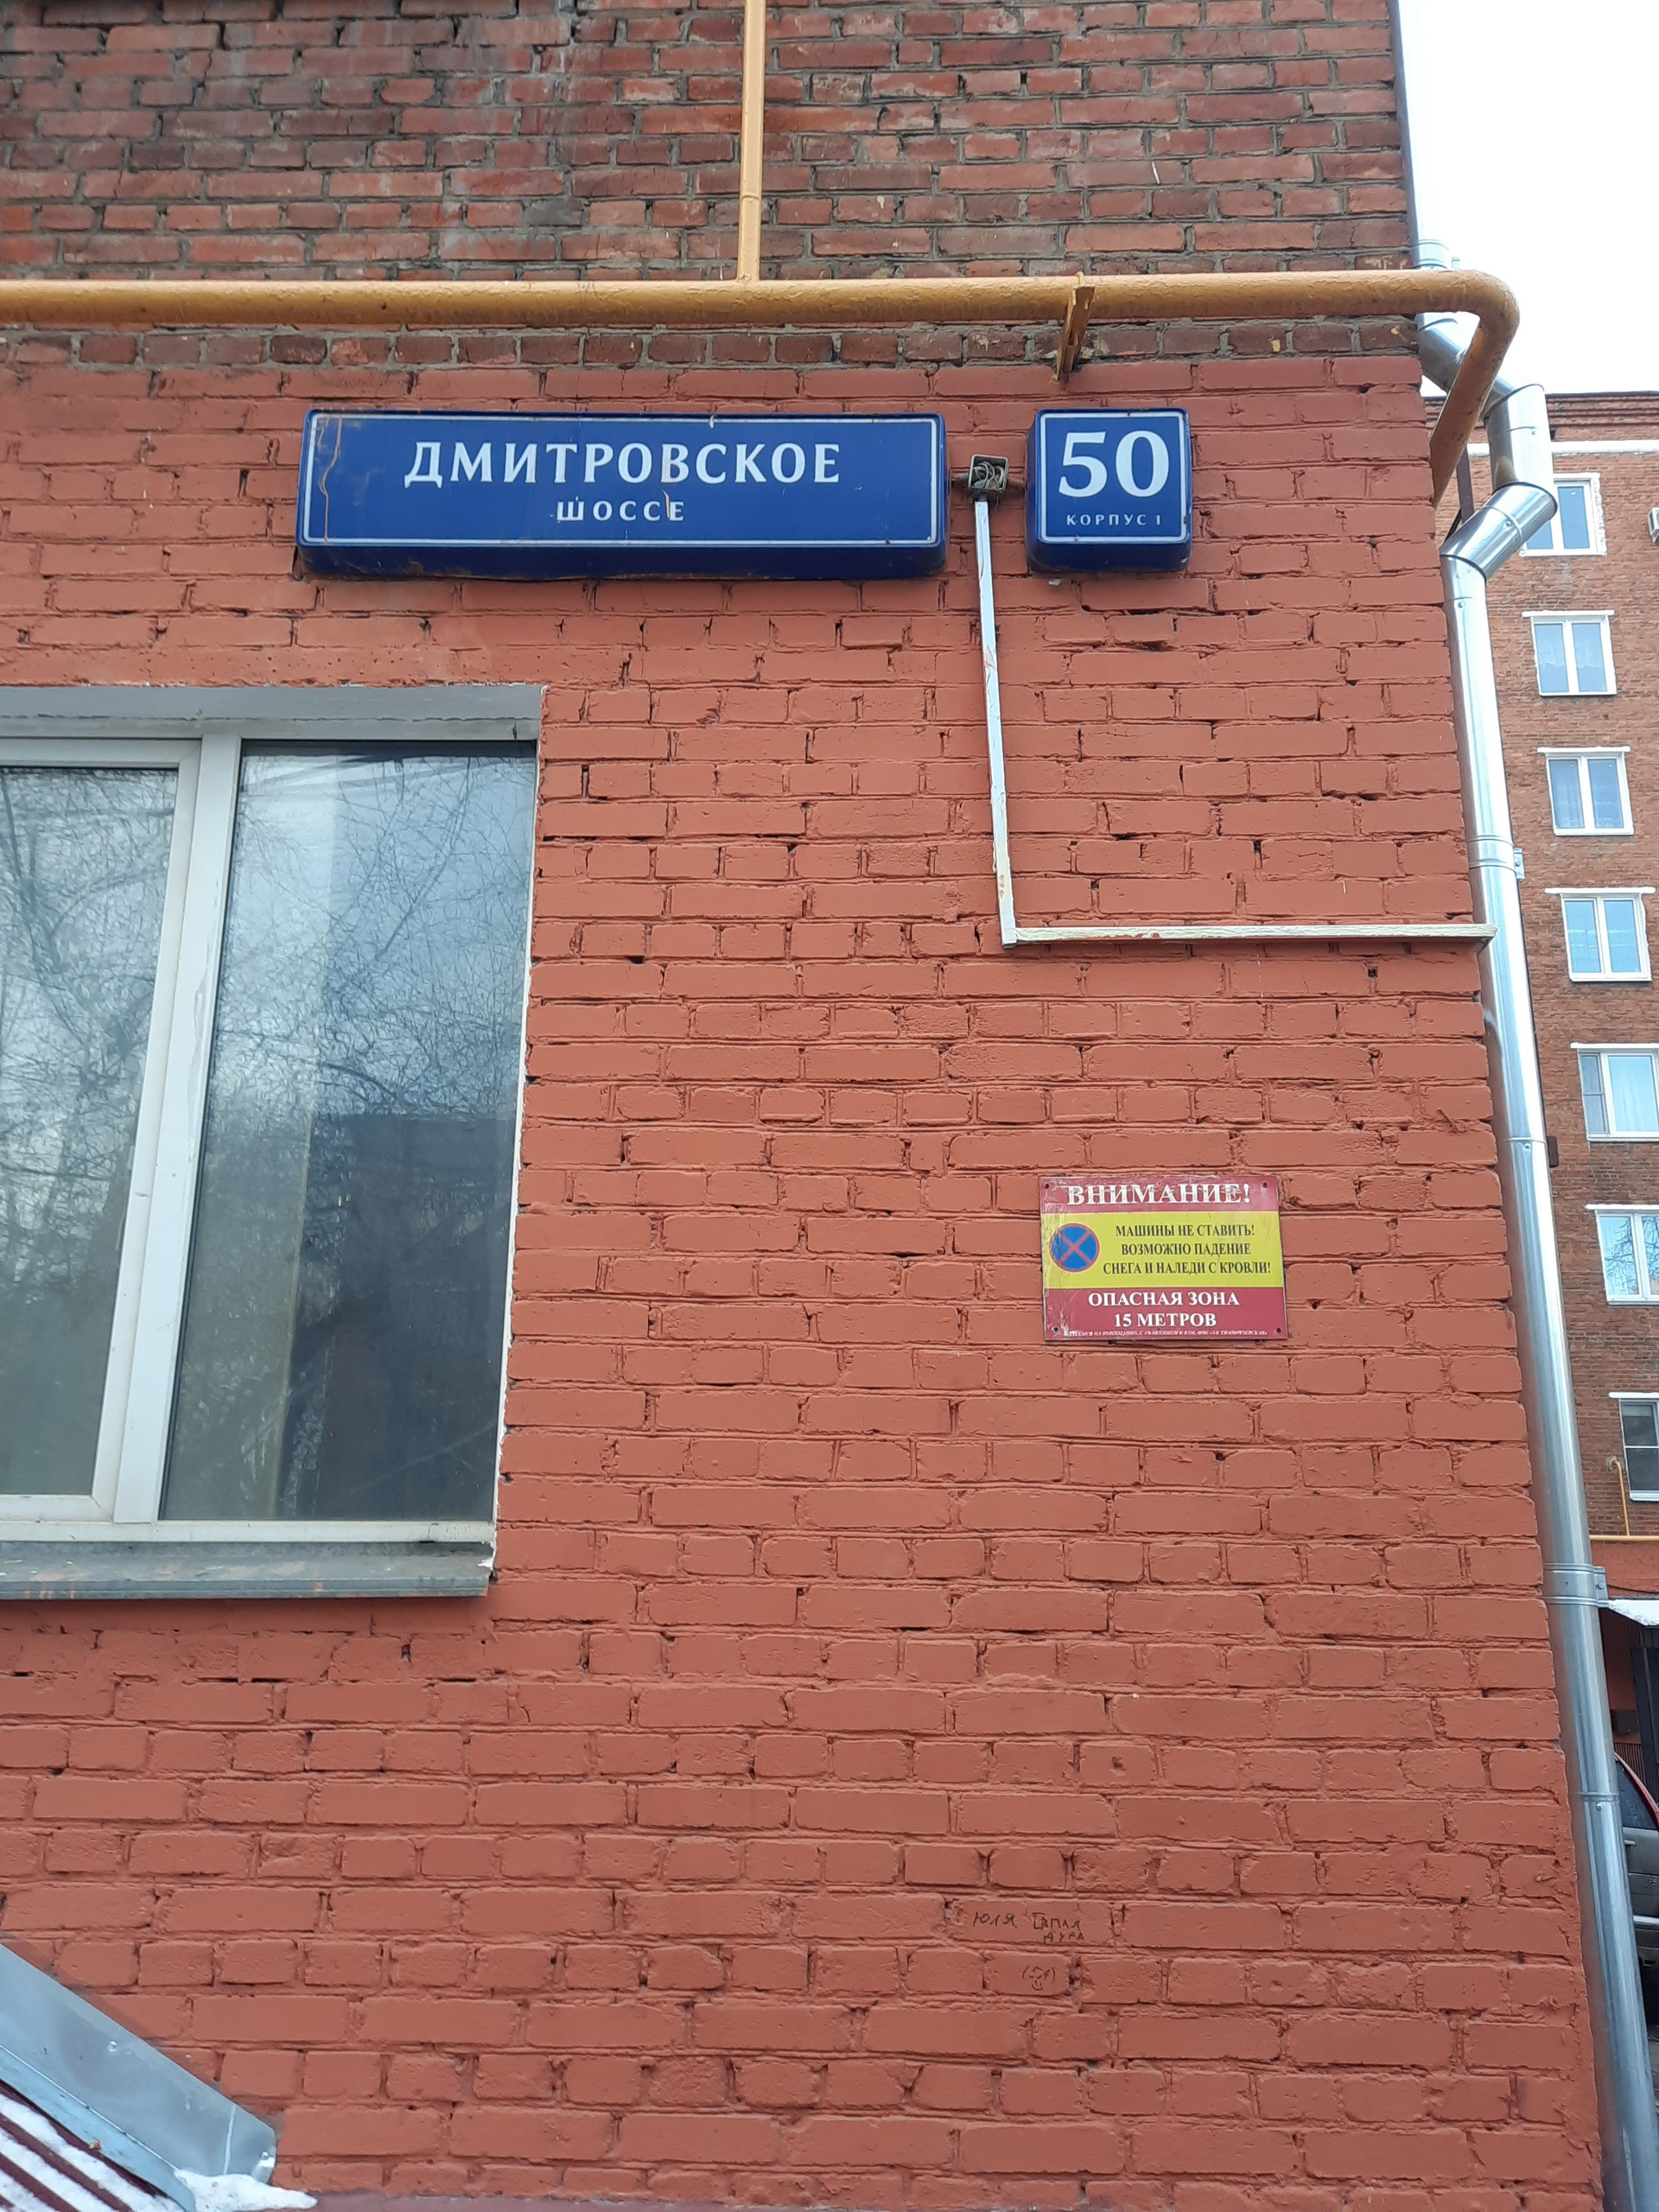 ДМИТРОВСКОЕ
ШОССЕ
50
КОРПУС 1
ВНИМАНИЕ!
МАШИНЫ НЕ СТАВИТЬ!
ВОЗМОЖНО ПАДЕНИЕ
СНЕГА И НАЛЕДИ С КРОВЛИ!
ОПАСНАЯ ЗОНА
15 МЕТРОВ
ЮЛЯ
ДУРА